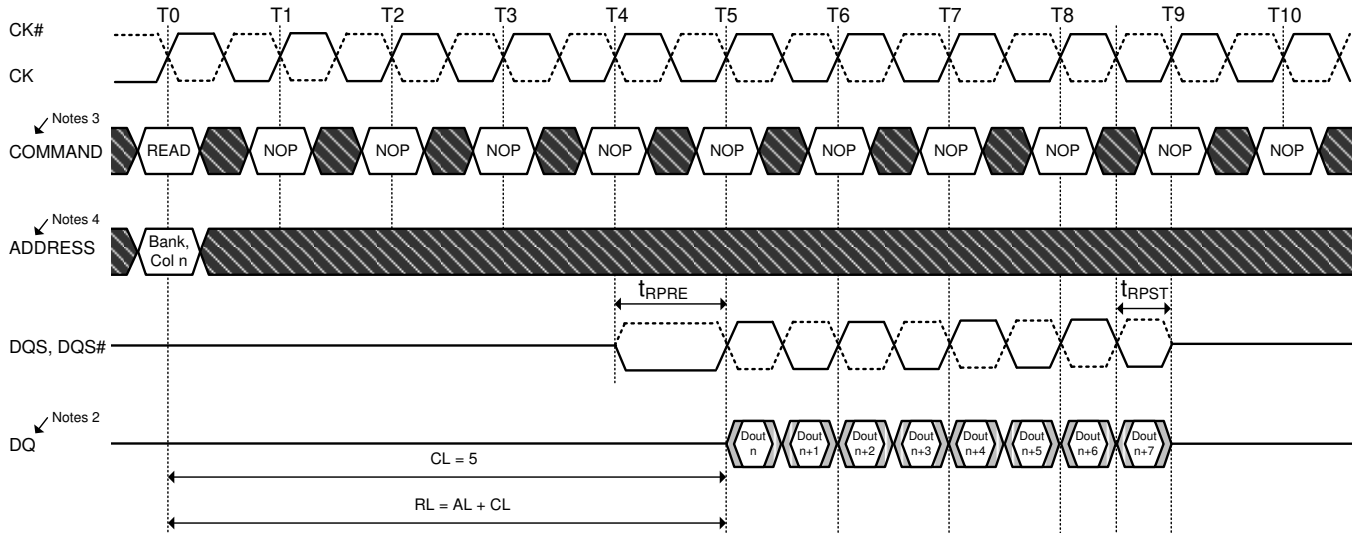 T0 T1 T2 T3 T4 T5 T6 T7 T8 T9 T10
CK#
CK
Notes 3
COMMAND READ NOP NOP NOP NOP NOP NOP NOP NOP NOP NOP
Notes 4
ADDRESS Bank,
Col n
tRPRE tRPST
DQS, DQS#
Notes 2
DQ
Dout Dout Dout Dout Dout Dout Dout Dout
n n+1 n+2 n+3 n+4 n+5 n+6 n+7
CL = 5
RL = AL + CL